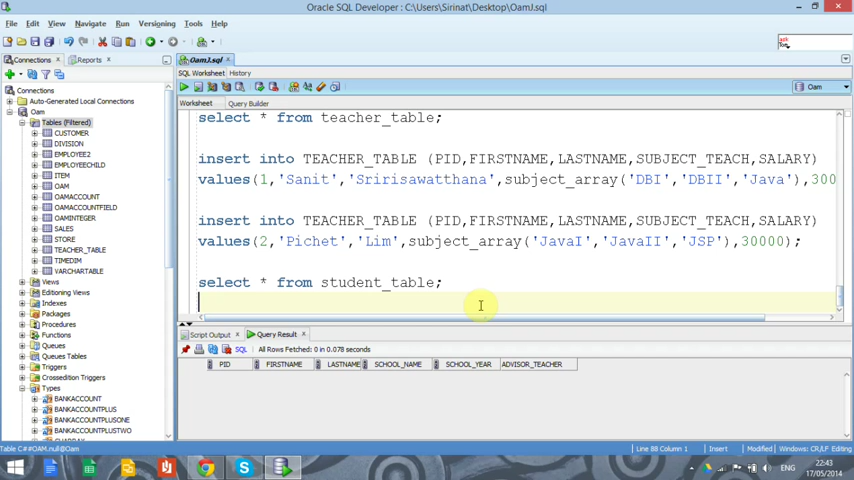 Oracle SQL Developer : C:\Users\Sirinat\Desktop\OamJ.sql
File Edit View Navigate Run Versioning Tools Help
Connections Reports OamJ.sql
SQL Worksheet History
Oam
Worksheet Query Builder
Connections
Auto-Generated Local Connections
Oam
Tables (Filtered)
CUSTOMER
DIVISION
EMPLOYEE2
EMPLOYEECHILD
ITEM
OAM
OAMACCOUNT
OAMACCOUNTFIELD
OAMINTEGER
SALES
STORE
TEACHER_TABLE
TIMEDIM
VARCHARTABLE
Views
Editioning Views
Indexes
Packages
Procedures
Functions
Queues
Queues Tables
Triggers
Crossedition Triggers
Types
BANKACCOUNT
BANKACCOUNTPLUS
BANKACCOUNTPLUSONE
BANKACCOUNTPLUSTWO
select * from teacher_table;
insert into TEACHER_TABLE (PID,FIRSTNAME,LASTNAME,SUBJECT_TEACH,SALARY)
values(1,'Sanit','Sririsawatthana',subject_array('DBI','DBII','Java'),300
insert into TEACHER_TABLE (PID,FIRSTNAME,LASTNAME,SUBJECT_TEACH,SALARY)
values(2,'Pichet','Lim',subject_array('JavaI','JavaII','JSP'),30000);
select * from student_table;
Script Output Query Result
SQL All Rows Fetched: 0 in 0.078 seconds
PID FIRSTNAME LASTNAME SCHOOL_NAME SCHOOL_YEAR ADVISOR_TEACHER
Table C##OAM.null@Oam Line 88 Column 1 Insert Modified Windows: CR/LF Editing
ENG 22:43
17/05/2014